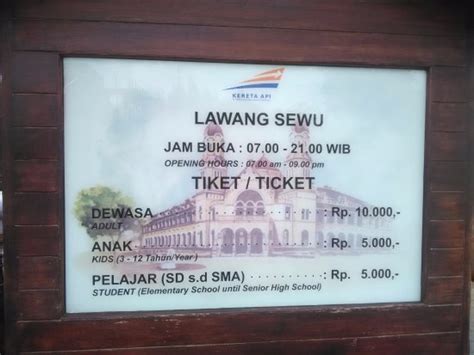 KERETA API
LAWANG SEWU
JAM BUKA : 07.00 - 21.00 WIB
OPENING HOURS : 07.00 am - 09.00 pm
TIKET / TICKET
DEWASA : Rp. 10.000,-
ADULT
ANAK : Rp. 5.000,-
KIDS (3 - 12 Tahun/Year)
PELAJAR (SD s.d SMA) : Rp. 5.000,-
STUDENT (Elementary School until Senior High School)